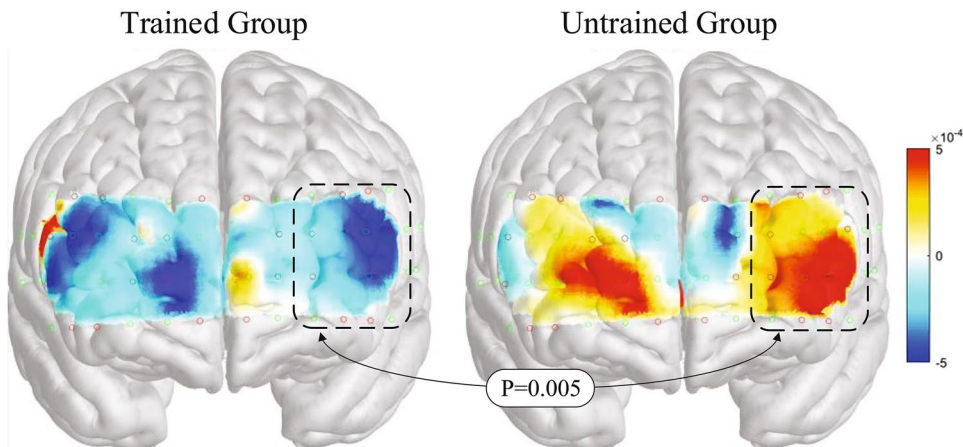 Trained Group
Untrained Group
×10⁻⁴
5
0
-5
P=0.005